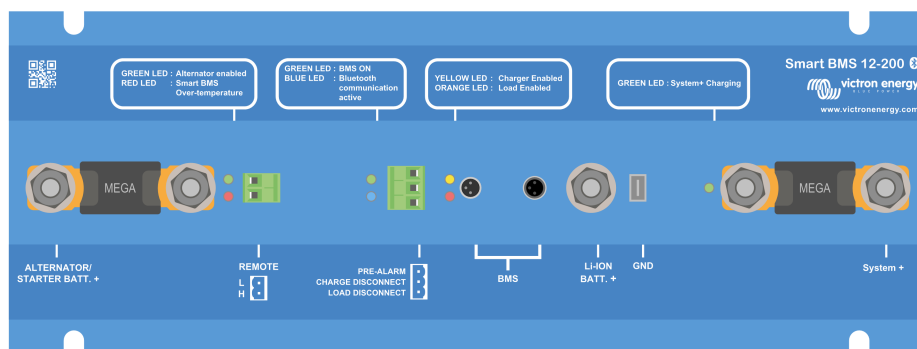 GREEN LED : Alternator enabled
RED LED : Smart BMS
Over-temperature
GREEN LED : BMS ON
BLUE LED : Bluetooth
communication
active
YELLOW LED : Charger Enabled
ORANGE LED : Load Enabled
GREEN LED : System+ Charging
Smart BMS 12-200
victron energy
BLUE POWER
www.victronenergy.com
MEGA
MEGA
ALTERNATOR/
STARTER BATT. +
REMOTE
L
H
PRE-ALARM
CHARGE DISCONNECT
LOAD DISCONNECT
BMS
Li-ION
BATT. +
GND
System +